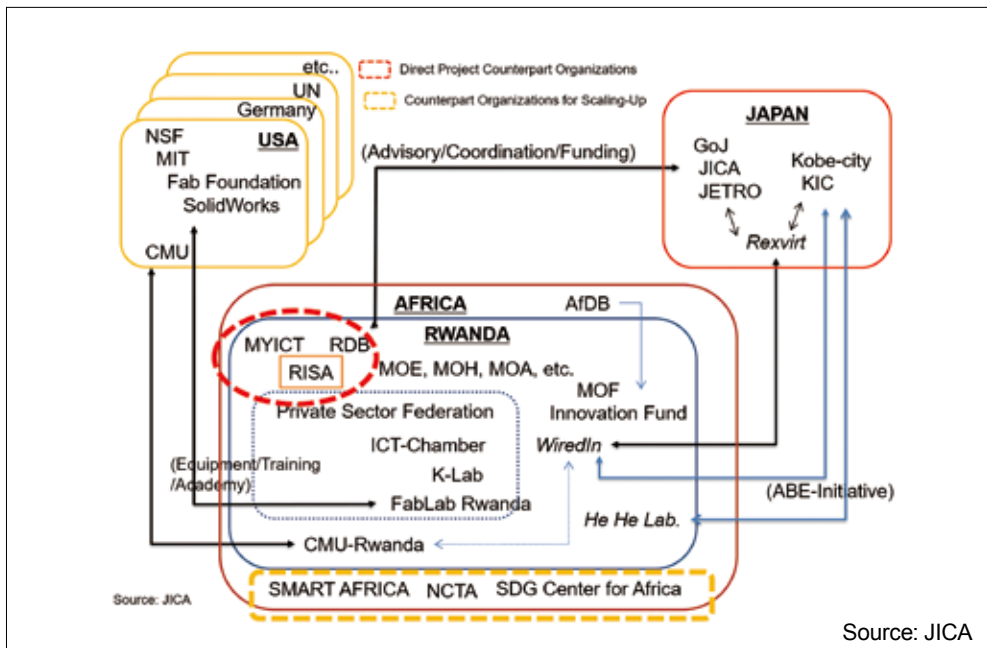 etc..
UN
Germany
USA
NSF
MIT
Fab Foundation
SolidWorks
CMU
Direct Project Counterpart Organizations
Counterpart Organizations for Scaling-Up
(Advisory/Coordination/Funding)
JAPAN
GoJ
JICA
JETRO
Kobe-city
KIC
Rexvirt
AFRICA
AfDB
RWANDA
MYICT
RDB
RISA
MOE, MOH, MOA, etc.
MOF
Innovation Fund
Private Sector Federation
ICT-Chamber
WiredIn
K-Lab
(Equipment/Training
/Academy)
FabLab Rwanda
(ABE-Initiative)
He He Lab.
CMU-Rwanda
SMART AFRICA
NCTA
SDG Center for Africa
Source: JICA
Source: JICA